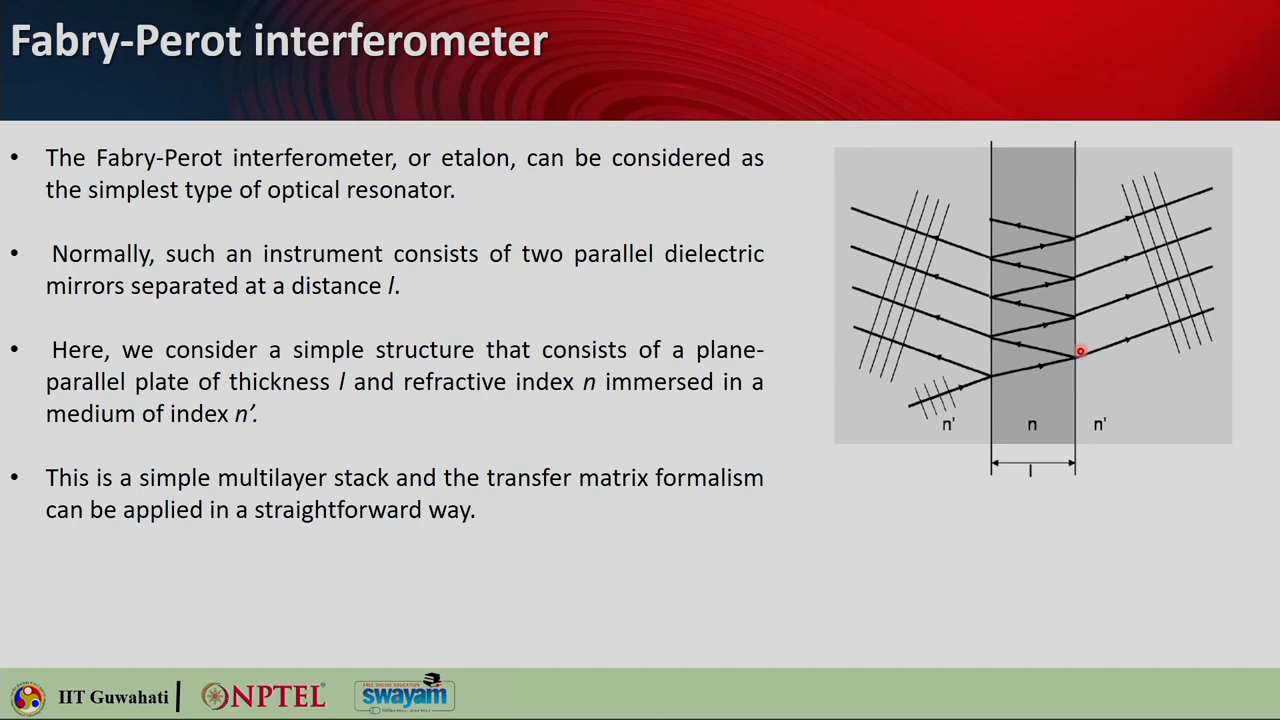 Fabry-Perot interferometer
• The Fabry-Perot interferometer, or etalon, can be considered as
the simplest type of optical resonator.
• Normally, such an instrument consists of two parallel dielectric
mirrors separated at a distance l.
• Here, we consider a simple structure that consists of a plane-
parallel plate of thickness l and refractive index n immersed in a
medium of index n’.
• This is a simple multilayer stack and the transfer matrix formalism
can be applied in a straightforward way.
n' n n'
l
IIT Guwahati
NPTEL
FREE ONLINE EDUCATION
swayam